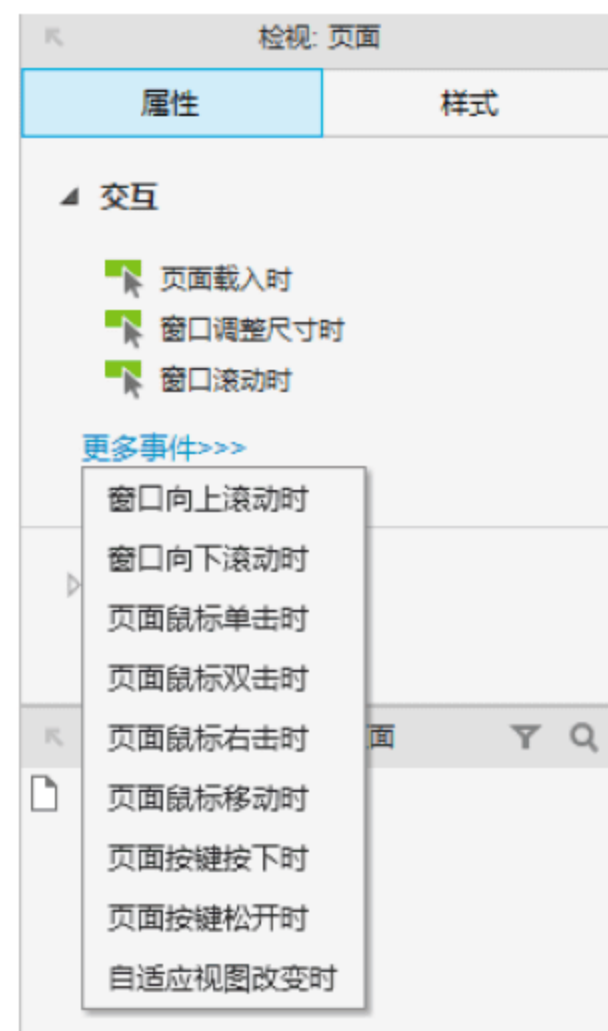 检视: 页面
属性
样式
交互
页面载入时
窗口调整尺寸时
窗口滚动时
更多事件>>>
窗口向上滚动时
窗口向下滚动时
页面鼠标单击时
页面鼠标双击时
页面鼠标右击时
面
页面鼠标移动时
页面按键按下时
页面按键松开时
自适应视图改变时